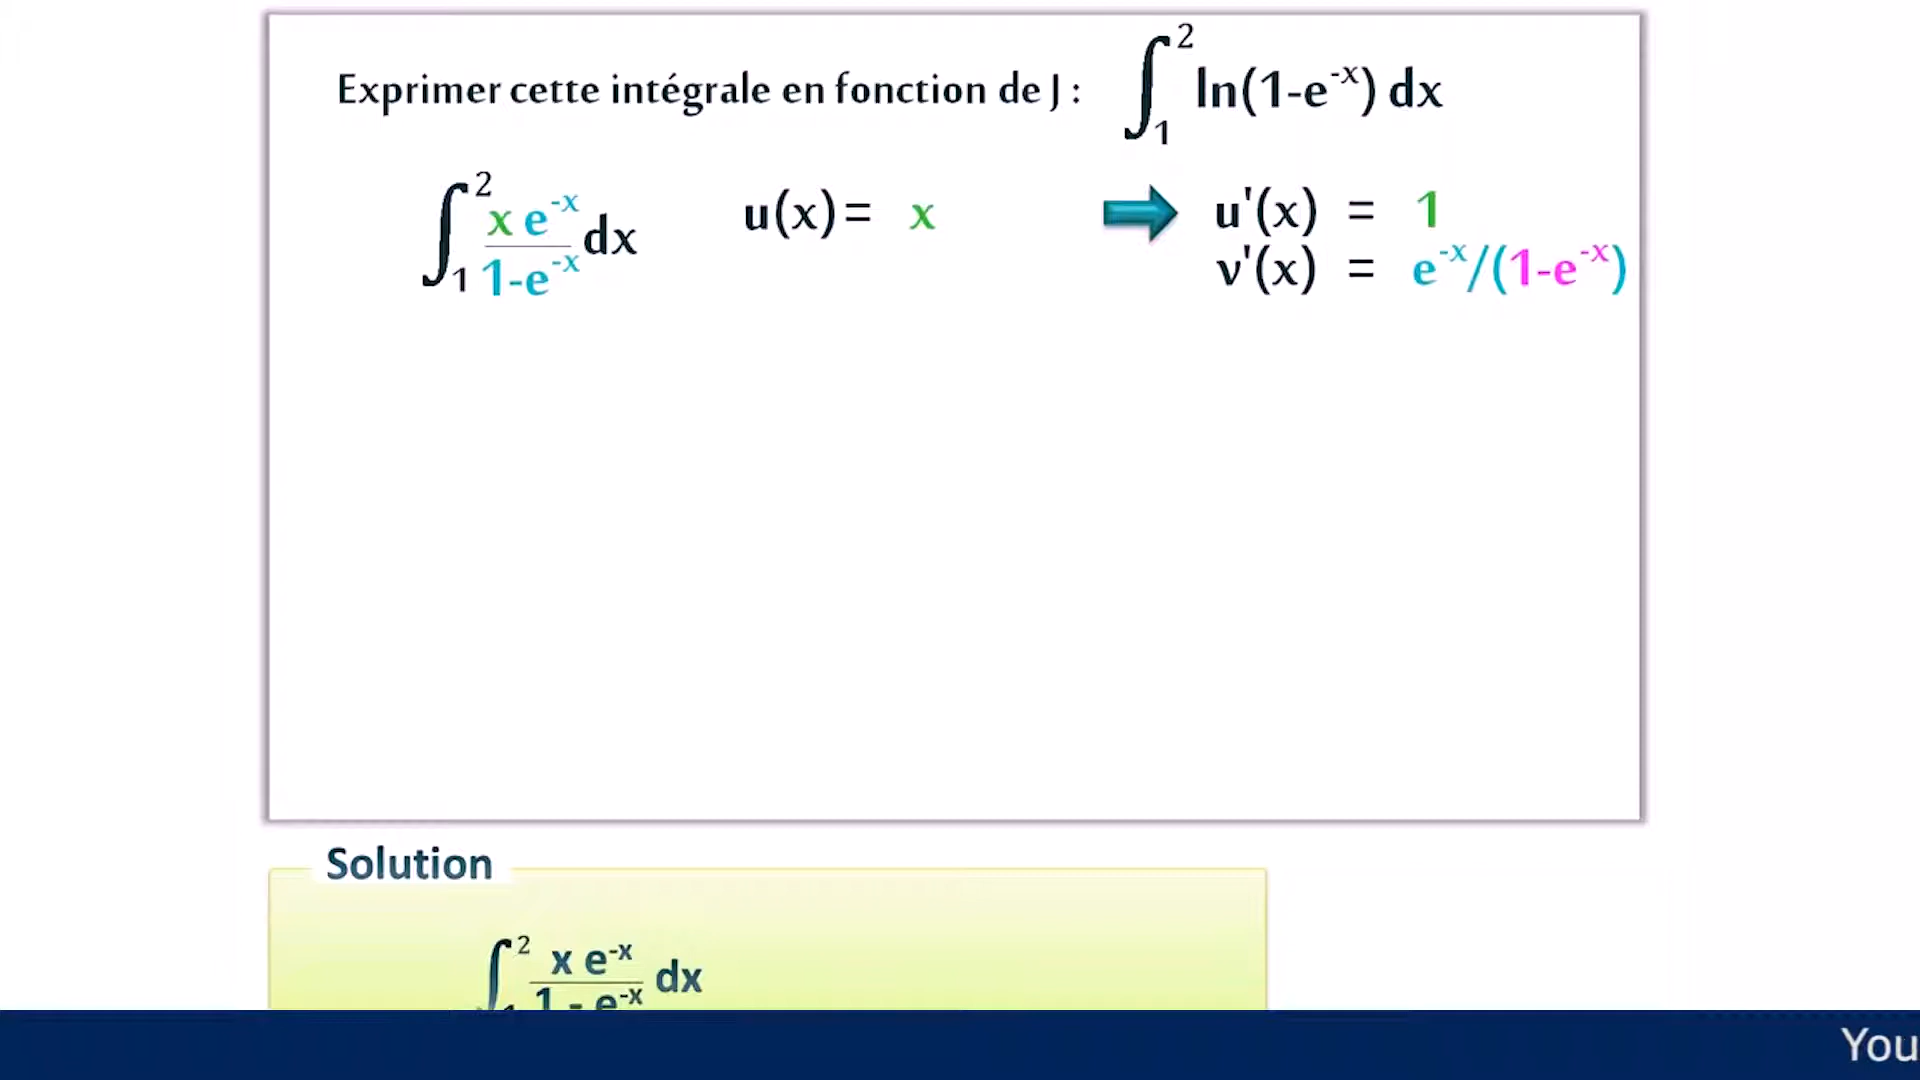 Exprimer cette intégrale en fonction de J : ∫₁² ln(1-e⁻ˣ) dx
∫₁² x e⁻ˣ / 1-e⁻ˣ dx u(x) = x ➡ u'(x) = 1
v'(x) = e⁻ˣ/(1-e⁻ˣ)
Solution
∫₁² x e⁻ˣ / 1 - e⁻ˣ dx
You